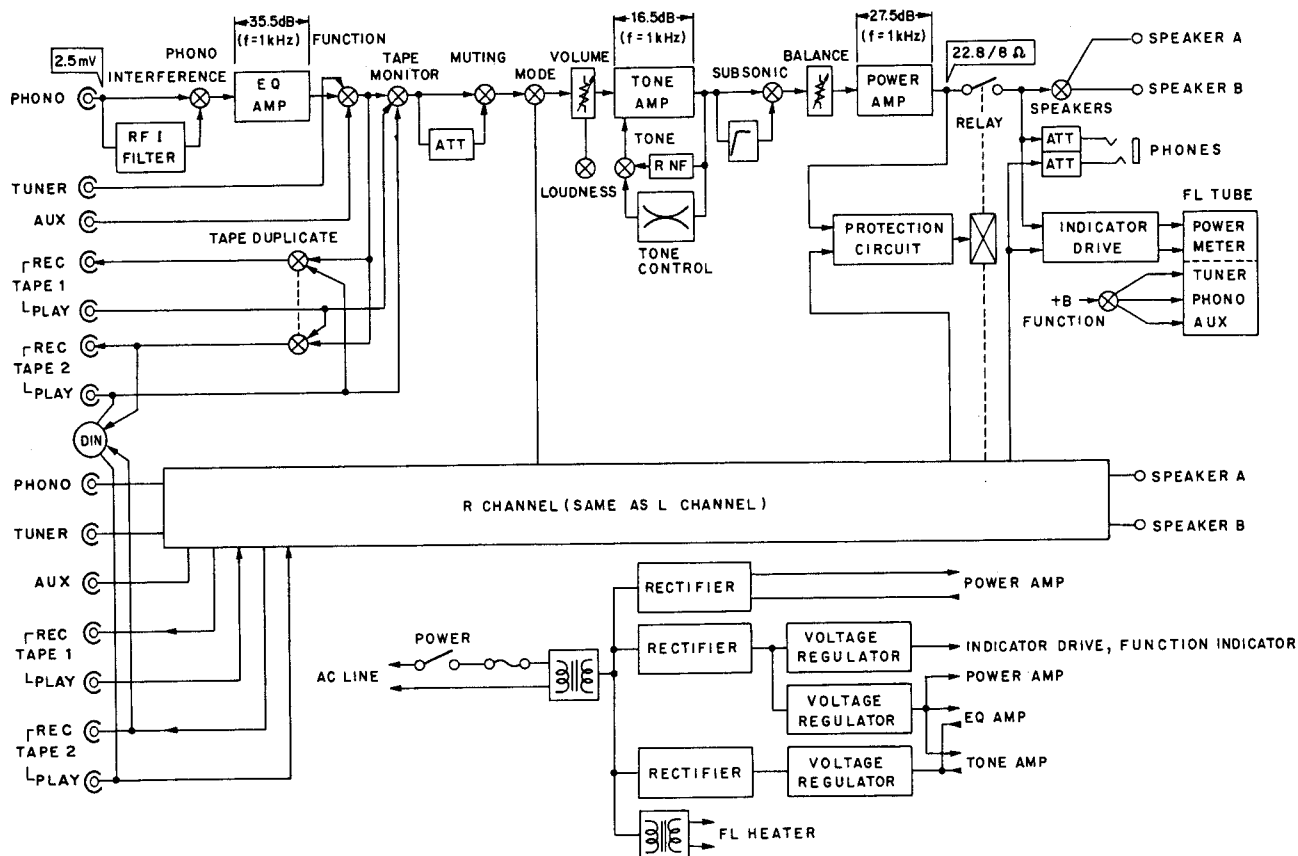 35.5dB
(f=1kHz)
16.5dB
(f=1kHz)
27.5dB
(f=1kHz)
2.5mV
PHONO
INTERFERENCE
FUNCTION
TAPE
MONITOR
MUTING
MODE
VOLUME
SUBSONIC
BALANCE
22.8/8 Ω
SPEAKER A
SPEAKER B
PHONO
EQ
AMP
TONE
AMP
POWER
AMP
RELAY
SPEAKERS
RF I
FILTER
ATT
TONE
R NF
LOUDNESS
ATT
ATT
PHONES
TUNER
AUX
TAPE DUPLICATE
TONE
CONTROL
PROTECTION
CIRCUIT
INDICATOR
DRIVE
FL TUBE
POWER
METER
TUNER
PHONO
AUX
+B
FUNCTION
REC
TAPE 1
PLAY
REC
TAPE 2
PLAY
DIN
PHONO
TUNER
AUX
R CHANNEL (SAME AS L CHANNEL)
SPEAKER A
SPEAKER B
REC
TAPE 1
PLAY
REC
TAPE 2
PLAY
POWER
AC LINE
RECTIFIER
POWER AMP
RECTIFIER
VOLTAGE
REGULATOR
INDICATOR DRIVE, FUNCTION INDICATOR
VOLTAGE
REGULATOR
POWER AMP
EQ AMP
RECTIFIER
VOLTAGE
REGULATOR
TONE AMP
FL HEATER